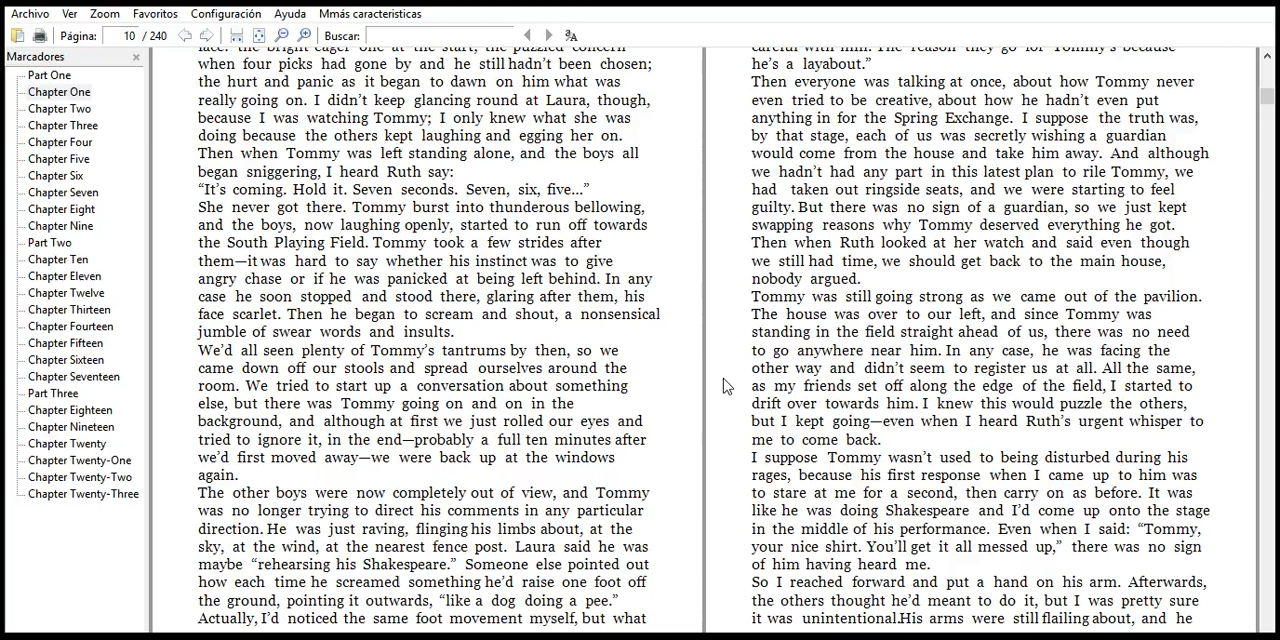 Archivo Ver Zoom Favoritos Configuración Ayuda Mmás caracteristicas
Página: 10 / 240 Buscar:
Marcadores
Part One
Chapter One
Chapter Two
Chapter Three
Chapter Four
Chapter Five
Chapter Six
Chapter Seven
Chapter Eight
Chapter Nine
Part Two
Chapter Ten
Chapter Eleven
Chapter Twelve
Chapter Thirteen
Chapter Fourteen
Chapter Fifteen
Chapter Sixteen
Chapter Seventeen
Part Three
Chapter Eighteen
Chapter Nineteen
Chapter Twenty
Chapter Twenty-One
Chapter Twenty-Two
Chapter Twenty-Three
face: the bright eager one at the start, the puzzled concern
when four picks had gone by and he still hadn't been chosen;
the hurt and panic as it began to dawn on him what was
really going on. I didn't keep glancing round at Laura, though,
because I was watching Tommy; I only knew what she was
doing because the others kept laughing and egging her on.
Then when Tommy was left standing alone, and the boys all
began sniggering, I heard Ruth say:
“It's coming. Hold it. Seven seconds. Seven, six, five...”
She never got there. Tommy burst into thunderous bellowing,
and the boys, now laughing openly, started to run off towards
the South Playing Field. Tommy took a few strides after
them—it was hard to say whether his instinct was to give
angry chase or if he was panicked at being left behind. In any
case he soon stopped and stood there, glaring after them, his
face scarlet. Then he began to scream and shout, a nonsensical
jumble of swear words and insults.
We'd all seen plenty of Tommy's tantrums by then, so we
came down off our stools and spread ourselves around the
room. We tried to start up a conversation about something
else, but there was Tommy going on and on in the
background, and although at first we just rolled our eyes and
tried to ignore it, in the end—probably a full ten minutes after
we'd first moved away—we were back up at the windows
again.
The other boys were now completely out of view, and Tommy
was no longer trying to direct his comments in any particular
direction. He was just raving, flinging his limbs about, at the
sky, at the wind, at the nearest fence post. Laura said he was
maybe “rehearsing his Shakespeare.” Someone else pointed out
how each time he screamed something he'd raise one foot off
the ground, pointing it outwards, “like a dog doing a pee.”
Actually, I'd noticed the same foot movement myself, but what
careful with him. The reason they go for Tommy's because
he's a layabout.”
Then everyone was talking at once, about how Tommy never
even tried to be creative, about how he hadn't even put
anything in for the Spring Exchange. I suppose the truth was,
by that stage, each of us was secretly wishing a guardian
would come from the house and take him away. And although
we hadn't had any part in this latest plan to rile Tommy, we
had taken out ringside seats, and we were starting to feel
guilty. But there was no sign of a guardian, so we just kept
swapping reasons why Tommy deserved everything he got.
Then when Ruth looked at her watch and said even though
we still had time, we should get back to the main house,
nobody argued.
Tommy was still going strong as we came out of the pavilion.
The house was over to our left, and since Tommy was
standing in the field straight ahead of us, there was no need
to go anywhere near him. In any case, he was facing the
other way and didn't seem to register us at all. All the same,
as my friends set off along the edge of the field, I started to
drift over towards him. I knew this would puzzle the others,
but I kept going—even when I heard Ruth's urgent whisper to
me to come back.
I suppose Tommy wasn't used to being disturbed during his
rages, because his first response when I came up to him was
to stare at me for a second, then carry on as before. It was
like he was doing Shakespeare and I'd come up onto the stage
in the middle of his performance. Even when I said: “Tommy,
your nice shirt. You'll get it all messed up,” there was no sign
of him having heard me.
So I reached forward and put a hand on his arm. Afterwards,
the others thought he'd meant to do it, but I was pretty sure
it was unintentional.His arms were still flailing about, and he